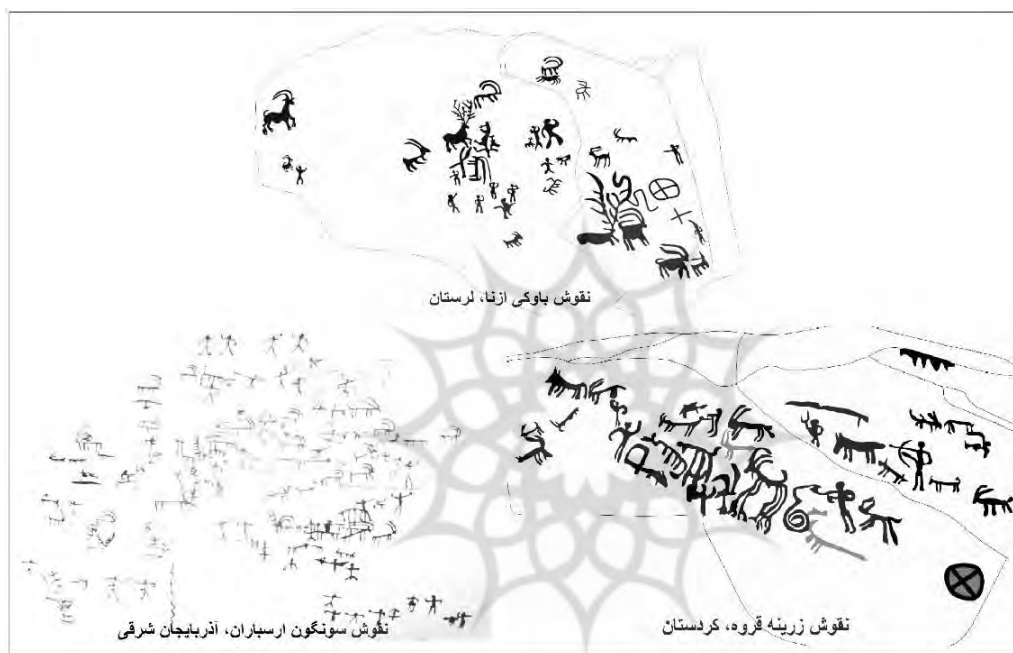 نقوش باوکی ازنا، لرستان
نقوش زرینه قروه، کردستان
نقوش سونگون ارسباران، آذربایجان شرقی